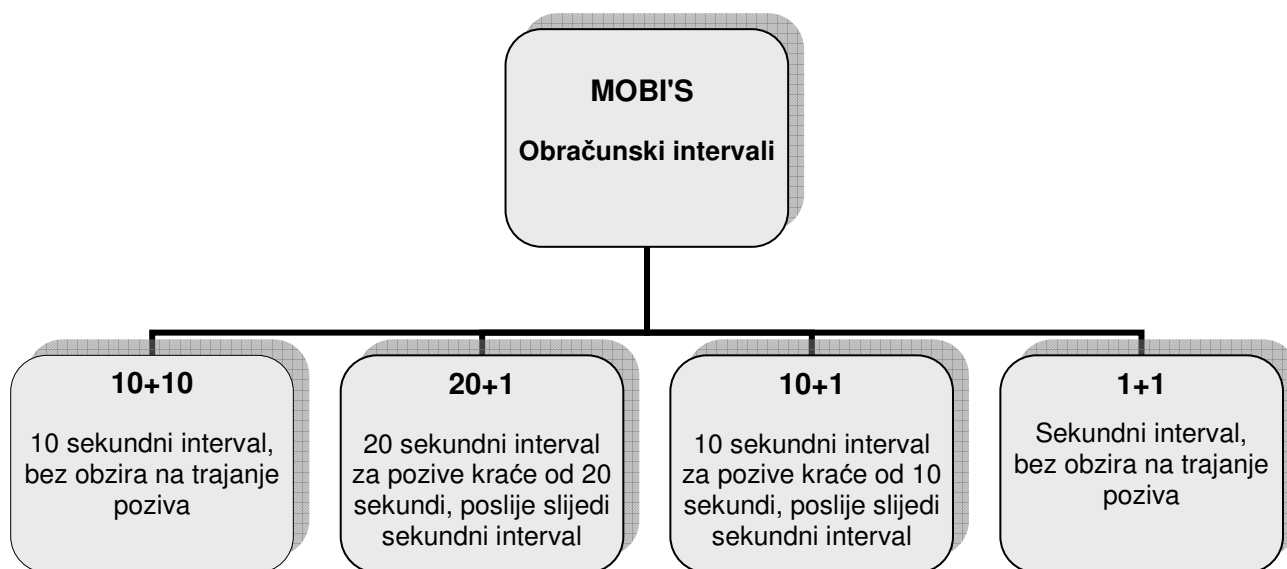 MOBI'S
Obračunski intervali
10+10
10 sekundni interval,
bez obzira na trajanje
poziva
20+1
20 sekundni interval
za pozive kraće od 20
sekundi, poslije slijedi
sekundni interval
10+1
10 sekundni interval
za pozive kraće od 10
sekundi, poslije slijedi
sekundni interval
1+1
Sekundni interval,
bez obzira na trajanje
poziva